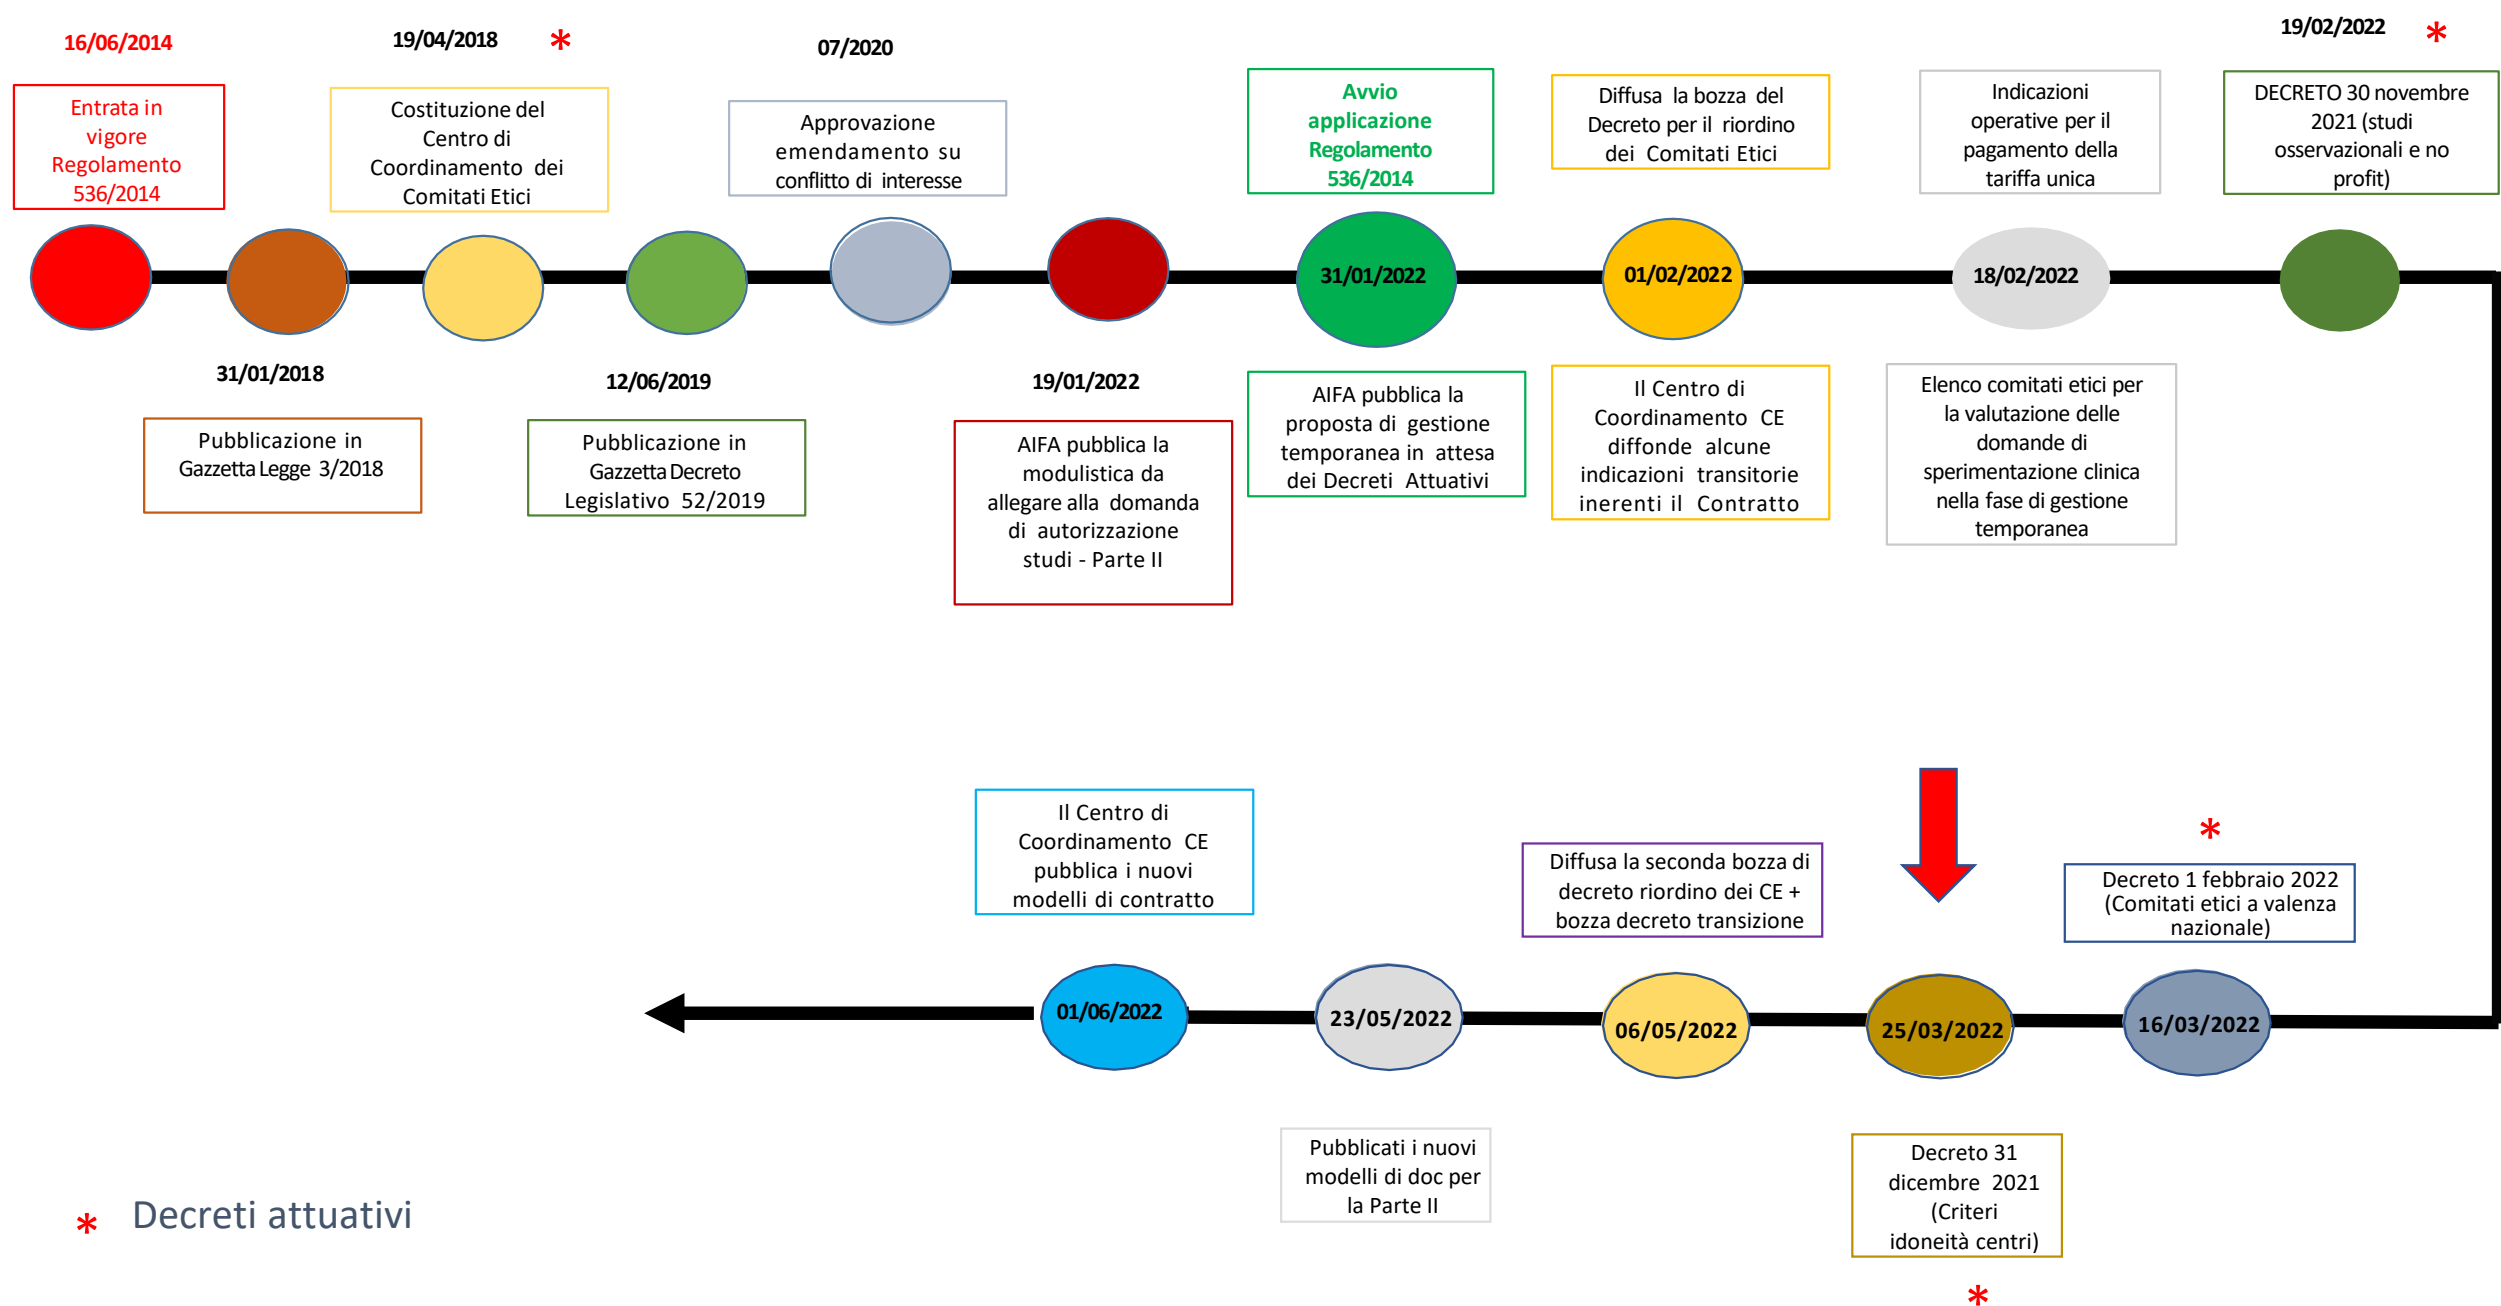 16/06/2014
Entrata in
vigore
Regolamento
536/2014
31/01/2018
Pubblicazione in
Gazzetta Legge 3/2018
19/04/2018 *
Costituzione del
Centro di
Coordinamento dei
Comitati Etici
12/06/2019
Pubblicazione in
Gazzetta Decreto
Legislativo 52/2019
07/2020
Approvazione
emendamento su
conflitto di interesse
19/01/2022
AIFA pubblica la
modulistica da
allegare alla domanda
di autorizzazione
studi - Parte II
Avvio
applicazione
Regolamento
536/2014
31/01/2022
AIFA pubblica la
proposta di gestione
temporanea in attesa
dei Decreti Attuativi
Diffusa la bozza del
Decreto per il riordino
dei Comitati Etici
01/02/2022
Il Centro di
Coordinamento CE
diffonde alcune
indicazioni transitorie
inerenti il Contratto
Indicazioni
operative per il
pagamento della
tariffa unica
18/02/2022
Elenco comitati etici per
la valutazione delle
domande di
sperimentazione clinica
nella fase di gestione
temporanea
19/02/2022 *
DECRETO 30 novembre
2021 (studi
osservazionali e no
profit)
*
Decreto 1 febbraio 2022
(Comitati etici a valenza
nazionale)
16/03/2022
25/03/2022
Decreto 31
dicembre 2021
(Criteri
idoneità centri)
*
Diffusa la seconda bozza di
decreto riordino dei CE +
bozza decreto transizione
06/05/2022
23/05/2022
Pubblicati i nuovi
modelli di doc per
la Parte II
Il Centro di
Coordinamento CE
pubblica i nuovi
modelli di contratto
01/06/2022
* Decreti attuativi